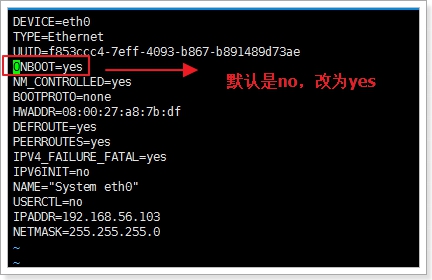 DEVICE=eth0
TYPE=Ethernet
UUID=f853ccc4-7eff-4093-b867-b891489d73ae
ONBOOT=yes
NM_CONTROLLED=yes
默认是no，改为yes
BOOTPROTO=none
HWADDR=08:00:27:a8:7b:df
DEFROUTE=yes
PEERROUTES=yes
IPV4_FAILURE_FATAL=yes
IPV6INIT=no
NAME="System eth0"
USERCTL=no
IPADDR=192.168.56.103
NETMASK=255.255.255.0
~
~